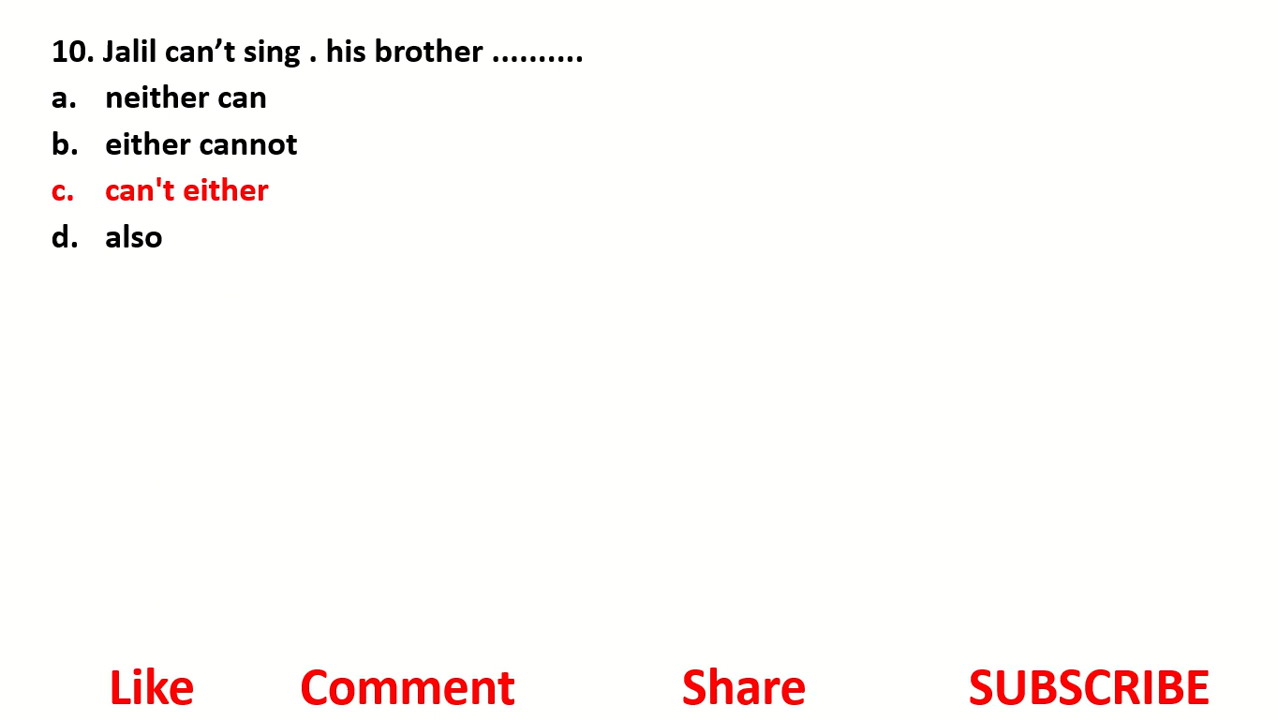 10. Jalil can’t sing . his brother ..........
a. neither can
b. either cannot
c. can't either
d. also
Like Comment Share SUBSCRIBE